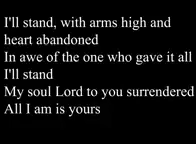 I'll stand, with arms high and
heart abandoned
In awe of the one who gave it all
I'll stand
My soul Lord to you surrendered
All I am is yours